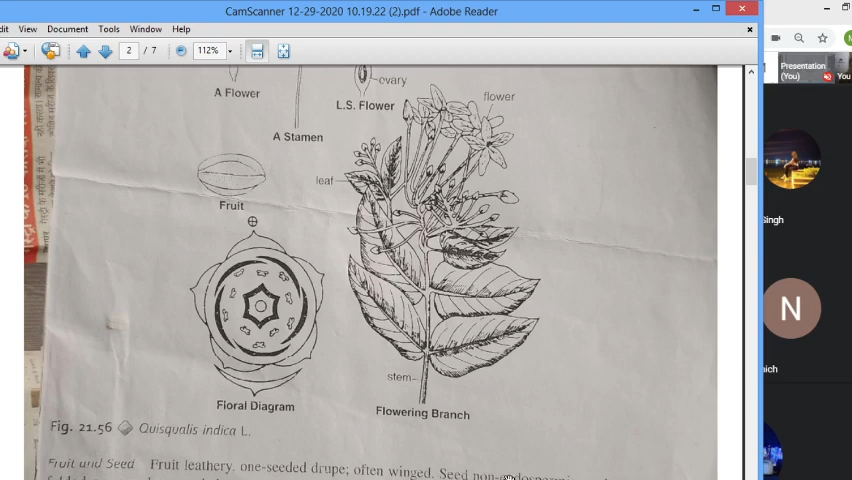 CamScanner 12-29-2020 10.19.22 (2).pdf - Adobe Reader
View Document Tools Window Help
2 / 7 112%
Presentation
(You)
You
ovary
A Flower
L.S. Flower
flower
A Stamen
leaf
Fruit
stem
Floral Diagram
Flowering Branch
Fig. 21.56 Quisqualis indica L.
Fruit and Seed Fruit leathery, one-seeded drupe; often winged. Seed
Singh
N